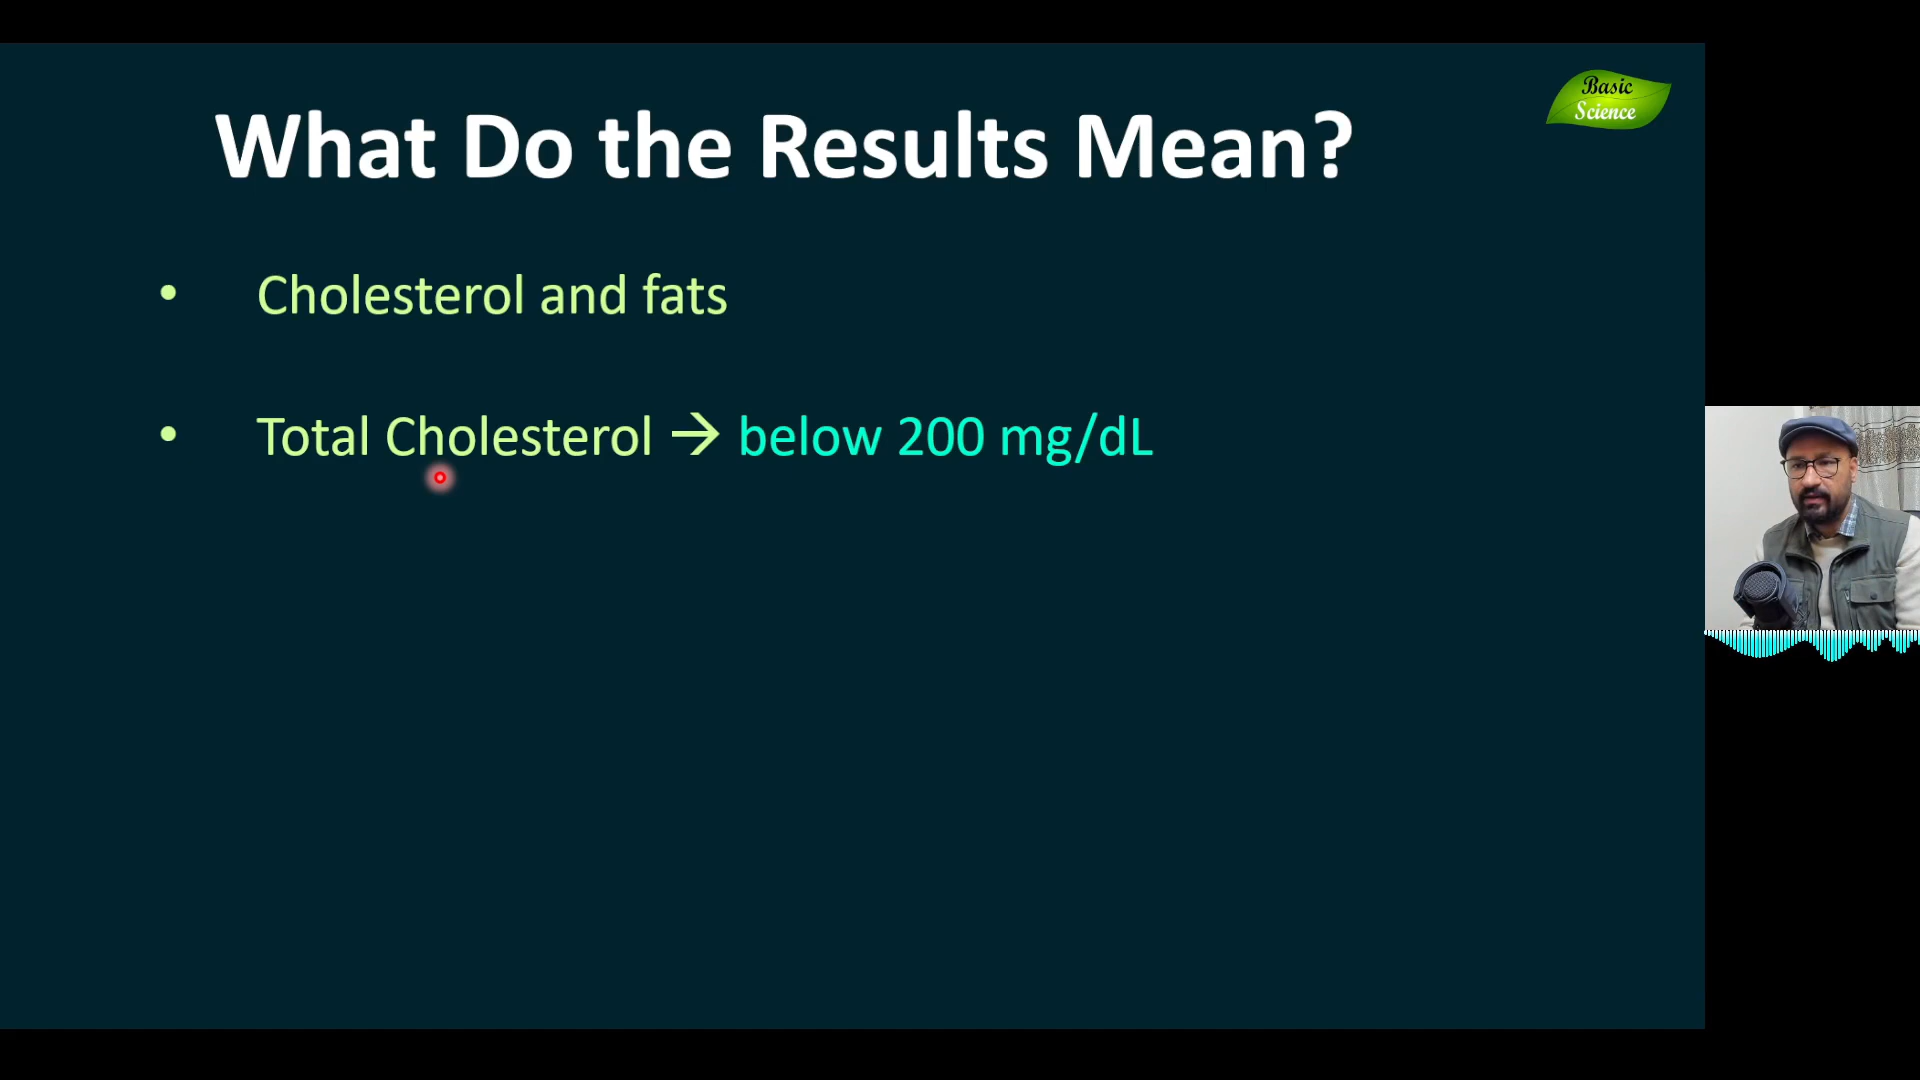 Basic
Science
What Do the Results Mean?
• Cholesterol and fats
• Total Cholesterol → below 200 mg/dL